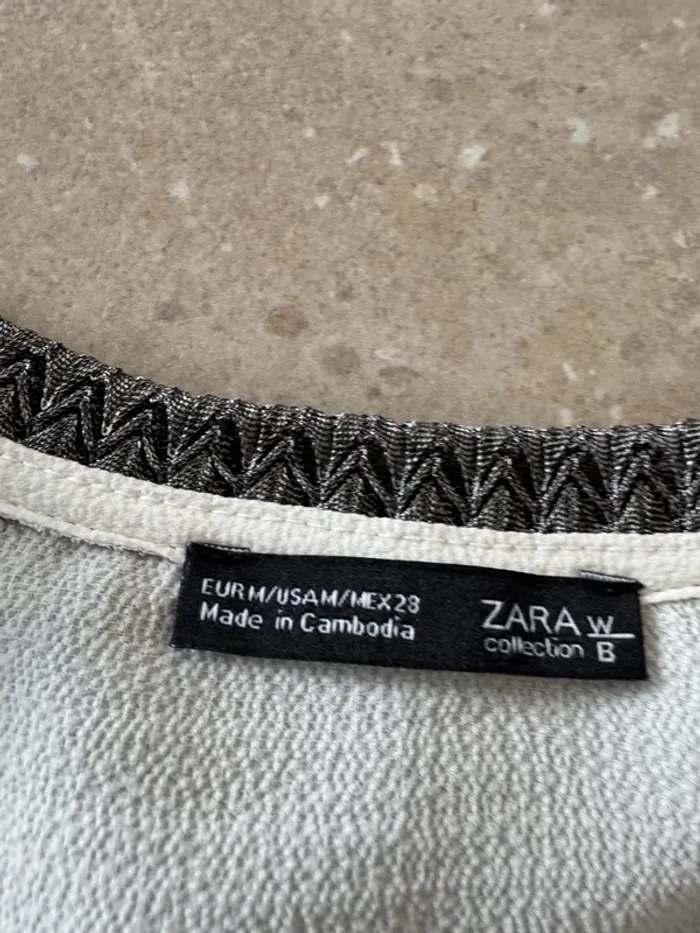 EUR M/USA M/MEX 28
Made in Cambodia
ZARA W
collection B